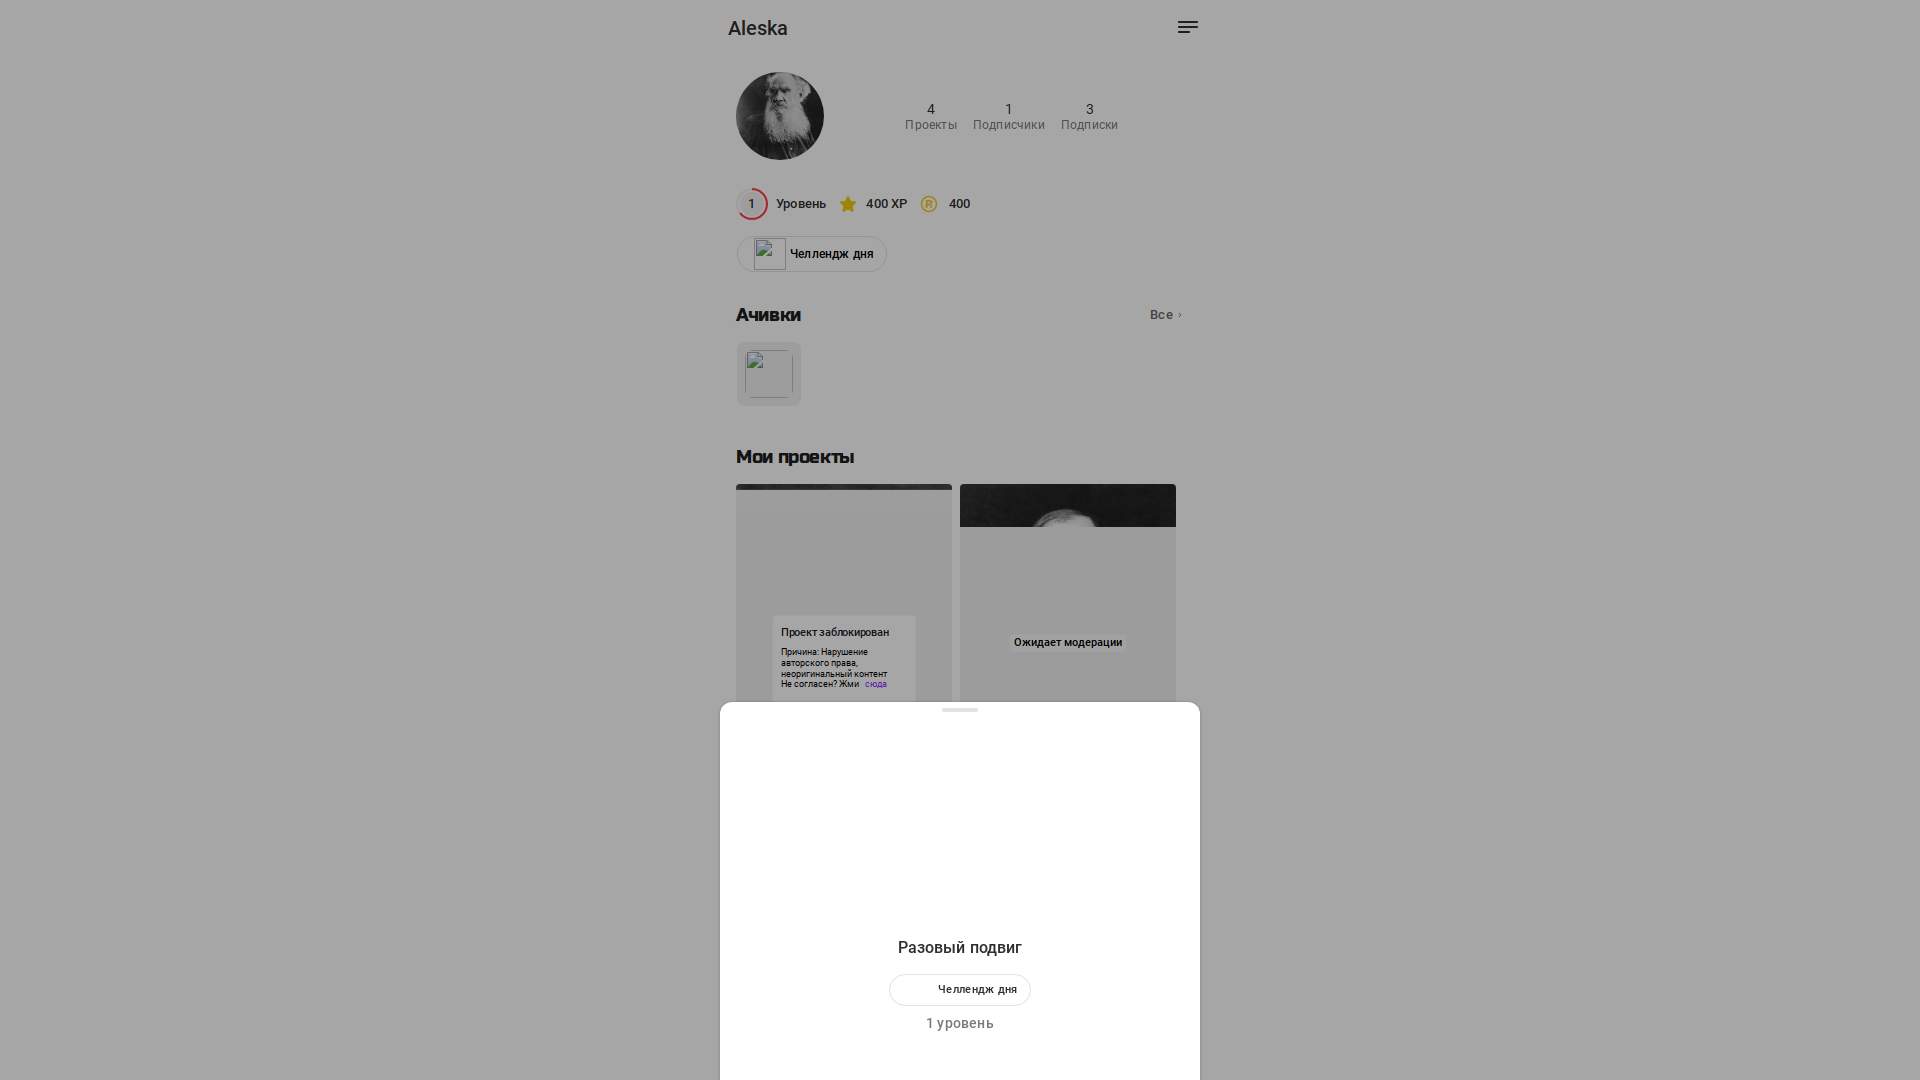 Aleska
4 1 3
Проекты Подписчики Подписки
1 Уровень 400 XP 400
Челлендж дня
Ачивки Все ›
Мои проекты
Проект заблокирован
Причина: Нарушение
авторского права,
неоригинальный контент
Не согласен? Жми сюда
Ожидает модерации
Разовый подвиг
Челлендж дня
1 уровень